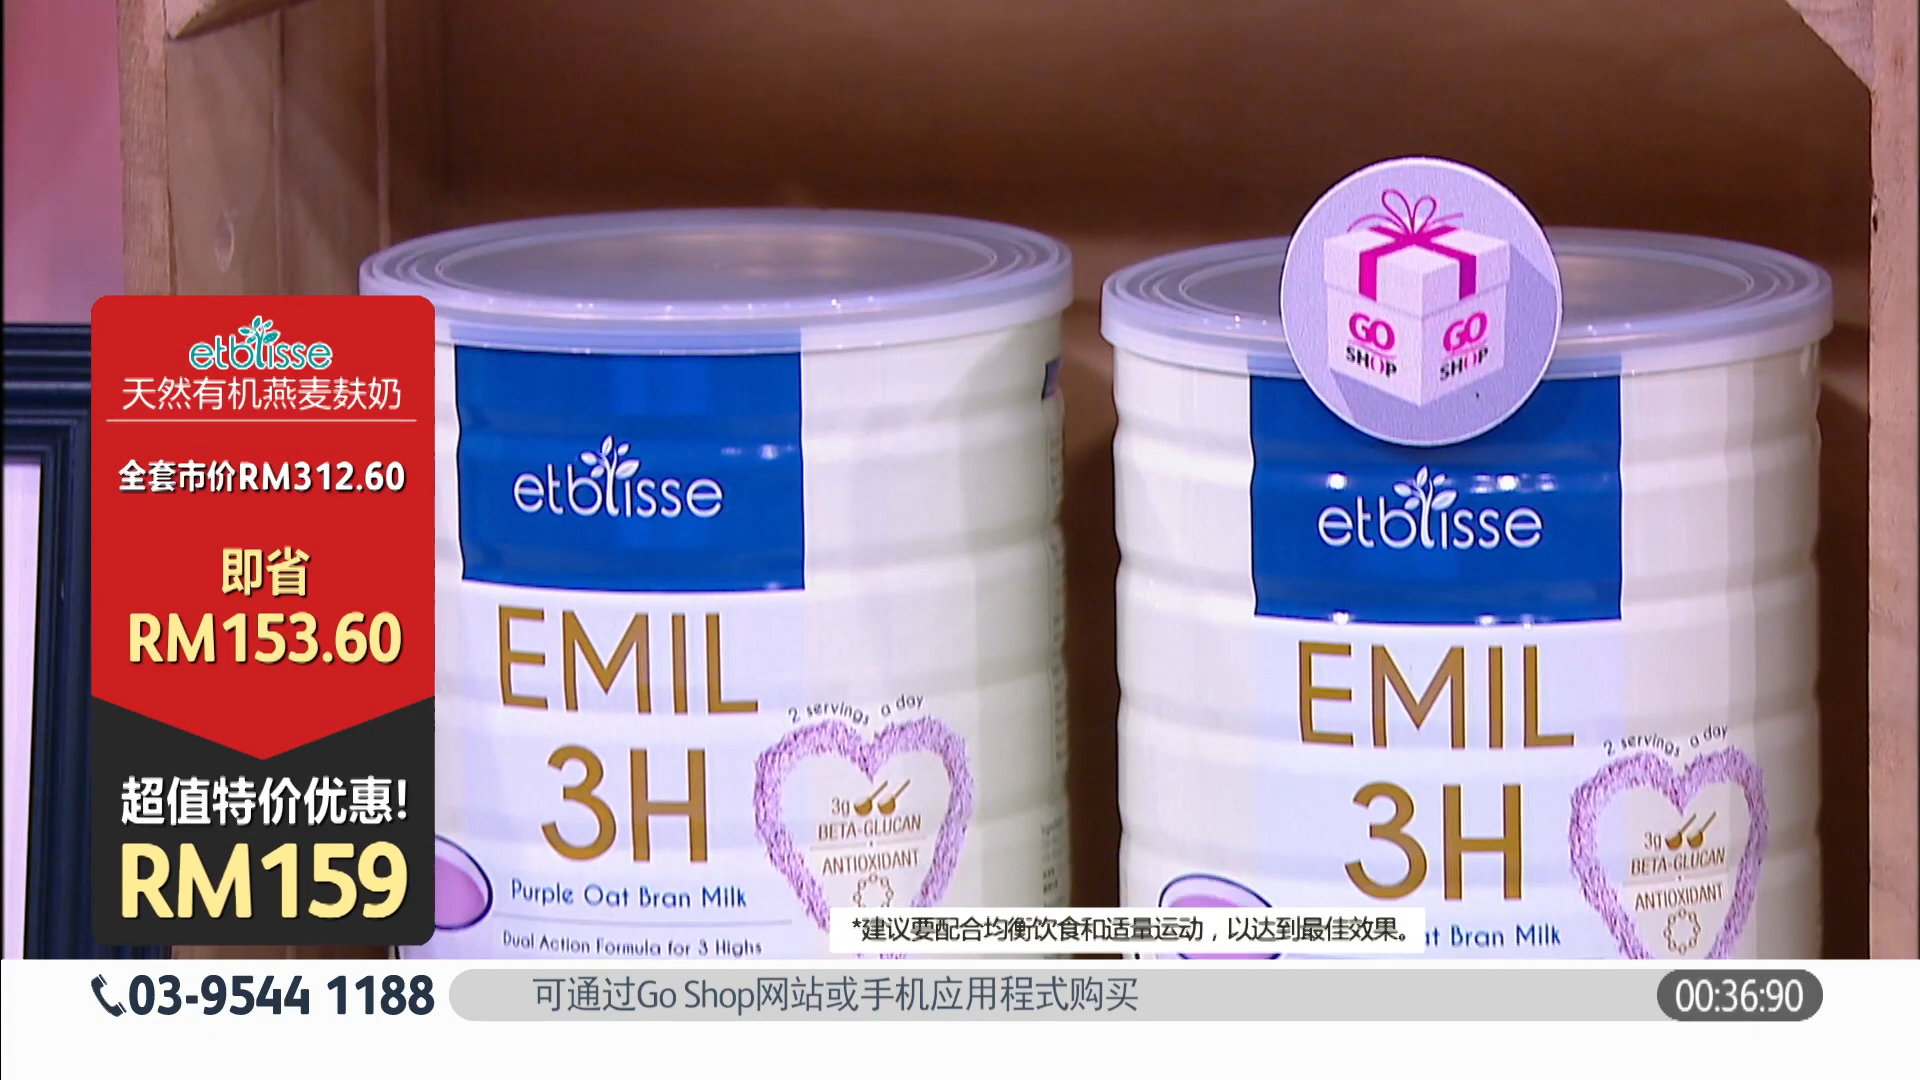 etblisse
天然有机燕麦麸奶
全套市价RM312.60
即省
RM153.60
超值特价优惠!
RM159
etblisse
EMIL
3H
2 servings a day
3g
BETA-GLUCAN
ANTIOXIDANT
Purple Oat Bran Milk
Dual Action Formula for 3 Highs
GO
SHOP
GO
SHOP
etblisse
EMIL
3H
2 servings a day
3g
BETA-GLUCAN
ANTIOXIDANT
Bran Milk
*建议要配合均衡饮食和适量运动，以达到最佳效果。
03-9544 1188
可通过Go Shop网站或手机应用程式购买
00:36:90